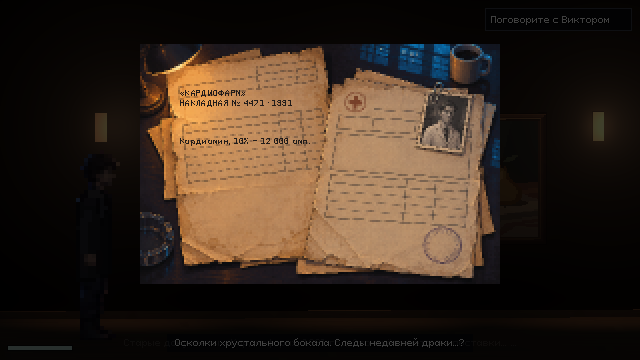 Поговорите с Виктором
«КАРДИОФАРМ»
НАКЛАДНАЯ № 4471-1991
Кордиамин, 10% — 12 000 амп.
Осколки хрустального бокала. Следы недавней драки...?